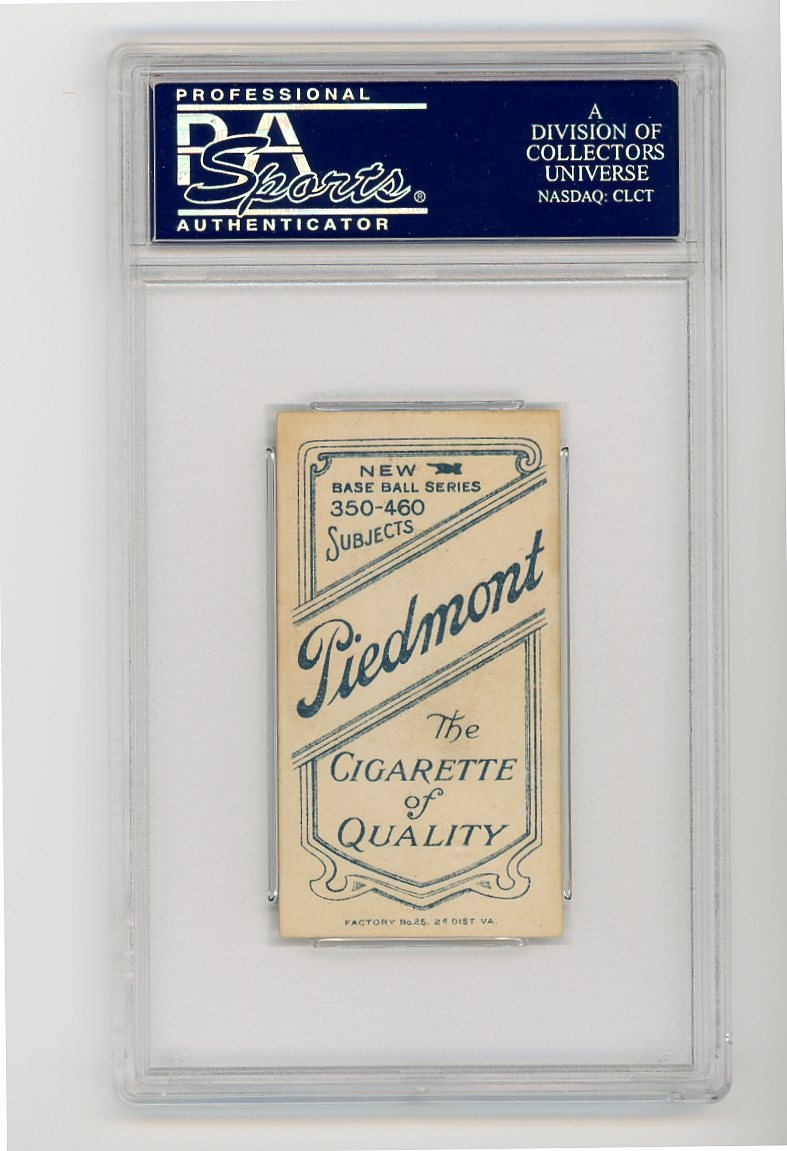 PROFESSIONAL
PSA
Sports®
AUTHENTICATOR
A
DIVISION OF
COLLECTORS
UNIVERSE
NASDAQ: CLCT
NEW
BASE BALL SERIES
350-460
SUBJECTS
Piedmont
The
CIGARETTE
of
QUALITY
FACTORY No. 25. 2d DIST. VA.